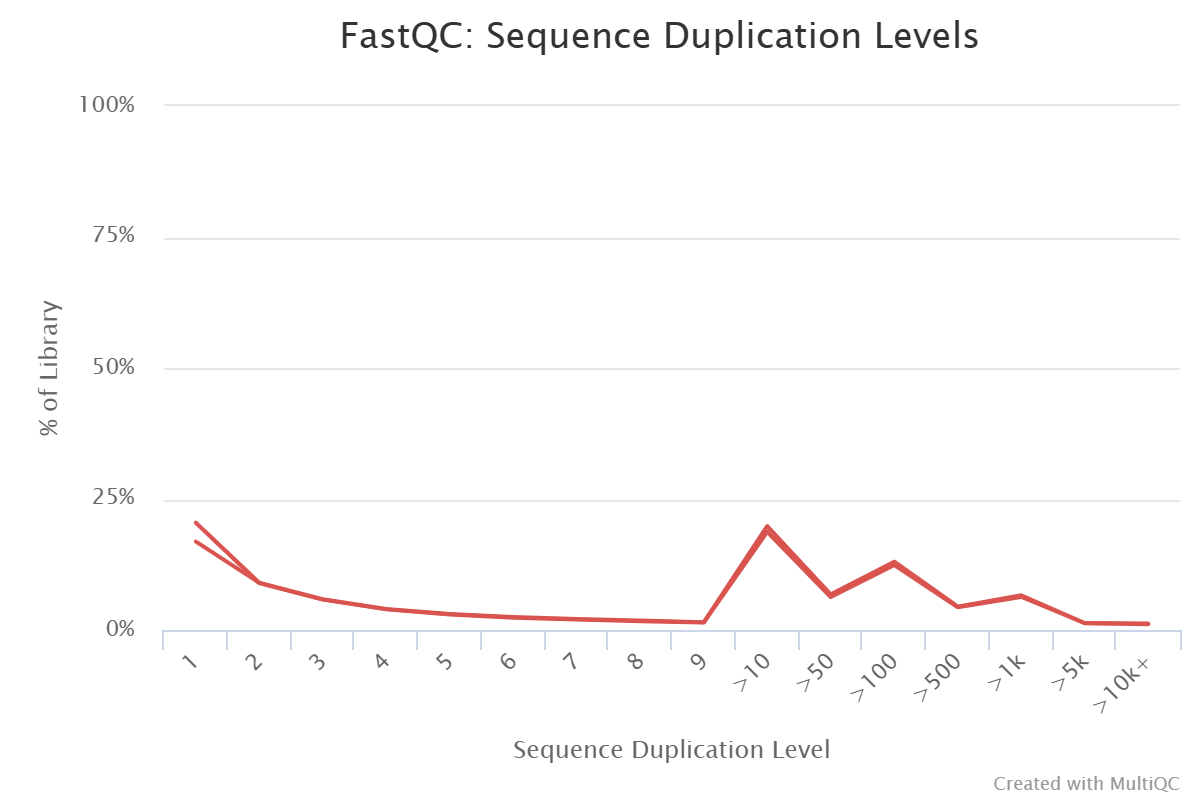 FastQC: Sequence Duplication Levels
100%
75%
50%
25%
0%
% of Library
1
2
3
4
5
6
7
8
9
>10
>50
>100
>500
>1k
>5k
>10k+
Sequence Duplication Level
Created with MultiQC